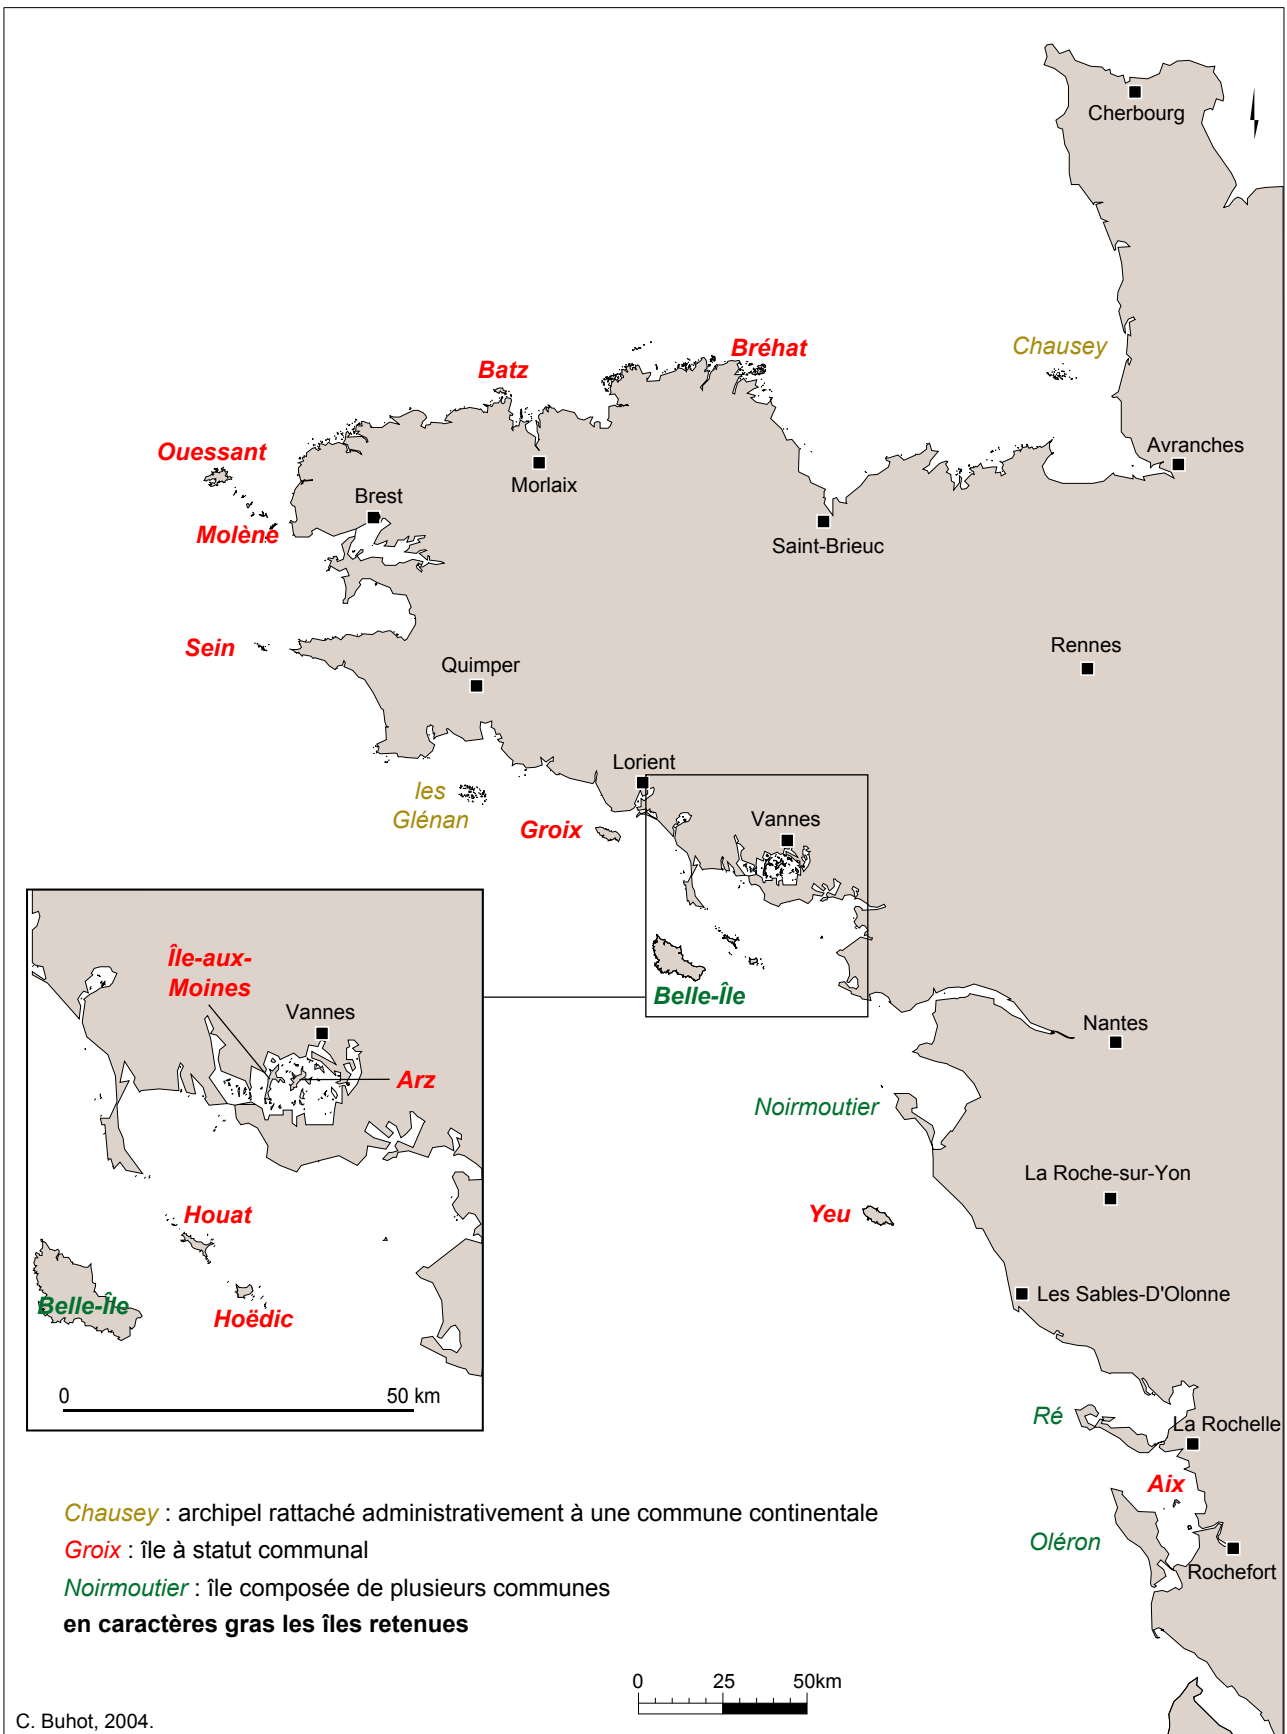 Cherbourg
Chausey
Bréhat
Batz
Avranches
Ouessant
Morlaix
Brest
Molène
Saint-Brieuc
Sein
Rennes
Quimper
Lorient
les
Glénan
Groix
Vannes
Belle-Île
Nantes
Noirmoutier
La Roche-sur-Yon
Yeu
Les Sables-D'Olonne
Ré
La Rochelle
Aix
Oléron
Rochefort
Île-aux-
Moines
Vannes
Arz
Houat
Belle-Île
Hoëdic
0 50 km
Chausey : archipel rattaché administrativement à une commune continentale
Groix : île à statut communal
Noirmoutier : île composée de plusieurs communes
en caractères gras les îles retenues
0 25 50km
C. Buhot, 2004.